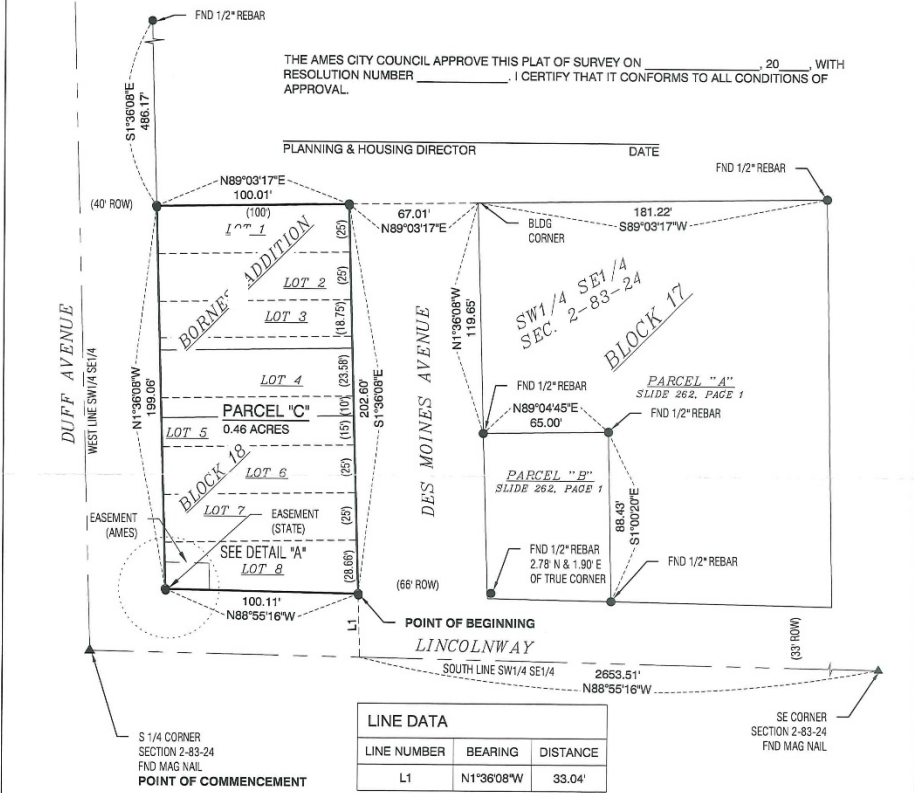 FND 1/2" REBAR
THE AMES CITY COUNCIL APPROVE THIS PLAT OF SURVEY ON ____________, 20____, WITH
RESOLUTION NUMBER ____________. I CERTIFY THAT IT CONFORMS TO ALL CONDITIONS OF
APPROVAL.
S1°36'08"E
486.17'
PLANNING & HOUSING DIRECTOR DATE
FND 1/2" REBAR
N89°03'17"E
100.01'
(100')
(40' ROW)
67.01'
N89°03'17"E
BLDG
CORNER
181.22'
S89°03'17"W
LOT 1
(25')
BORNE ADDITION
LOT 2
(25')
LOT 3
(18.75')
LOT 4
(23.58')
PARCEL "C"
0.46 ACRES
(10')
LOT 5
(15')
LOT 6
(25')
BLOCK 18
LOT 7
(25')
EASEMENT
(STATE)
EASEMENT
(AMES)
SEE DETAIL "A"
LOT 8
(28.66')
DUFF AVENUE
WEST LINE SW1/4 SE1/4
N1°36'08"W
199.06'
202.60'
S1°36'08"E
DES MOINES AVENUE
N1°36'08"W
119.65'
SW1/4 SE1/4
SEC. 2-83-24
BLOCK 17
FND 1/2" REBAR
N89°04'45"E
65.00'
PARCEL "A"
SLIDE 262, PAGE 1
FND 1/2" REBAR
PARCEL "B"
SLIDE 262, PAGE 1
88.43'
S1°00'20"E
FND 1/2" REBAR
2.78' N & 1.90' E
OF TRUE CORNER
FND 1/2" REBAR
(66' ROW)
100.11'
N88°55'16"W
POINT OF BEGINNING
L1
LINCOLNWAY
(33' ROW)
SOUTH LINE SW1/4 SE1/4
2653.51'
N88°55'16"W
S 1/4 CORNER
SECTION 2-83-24
FND MAG NAIL
POINT OF COMMENCEMENT
SE CORNER
SECTION 2-83-24
FND MAG NAIL
LINE DATA
LINE NUMBER BEARING DISTANCE
L1 N1°36'08"W 33.04'